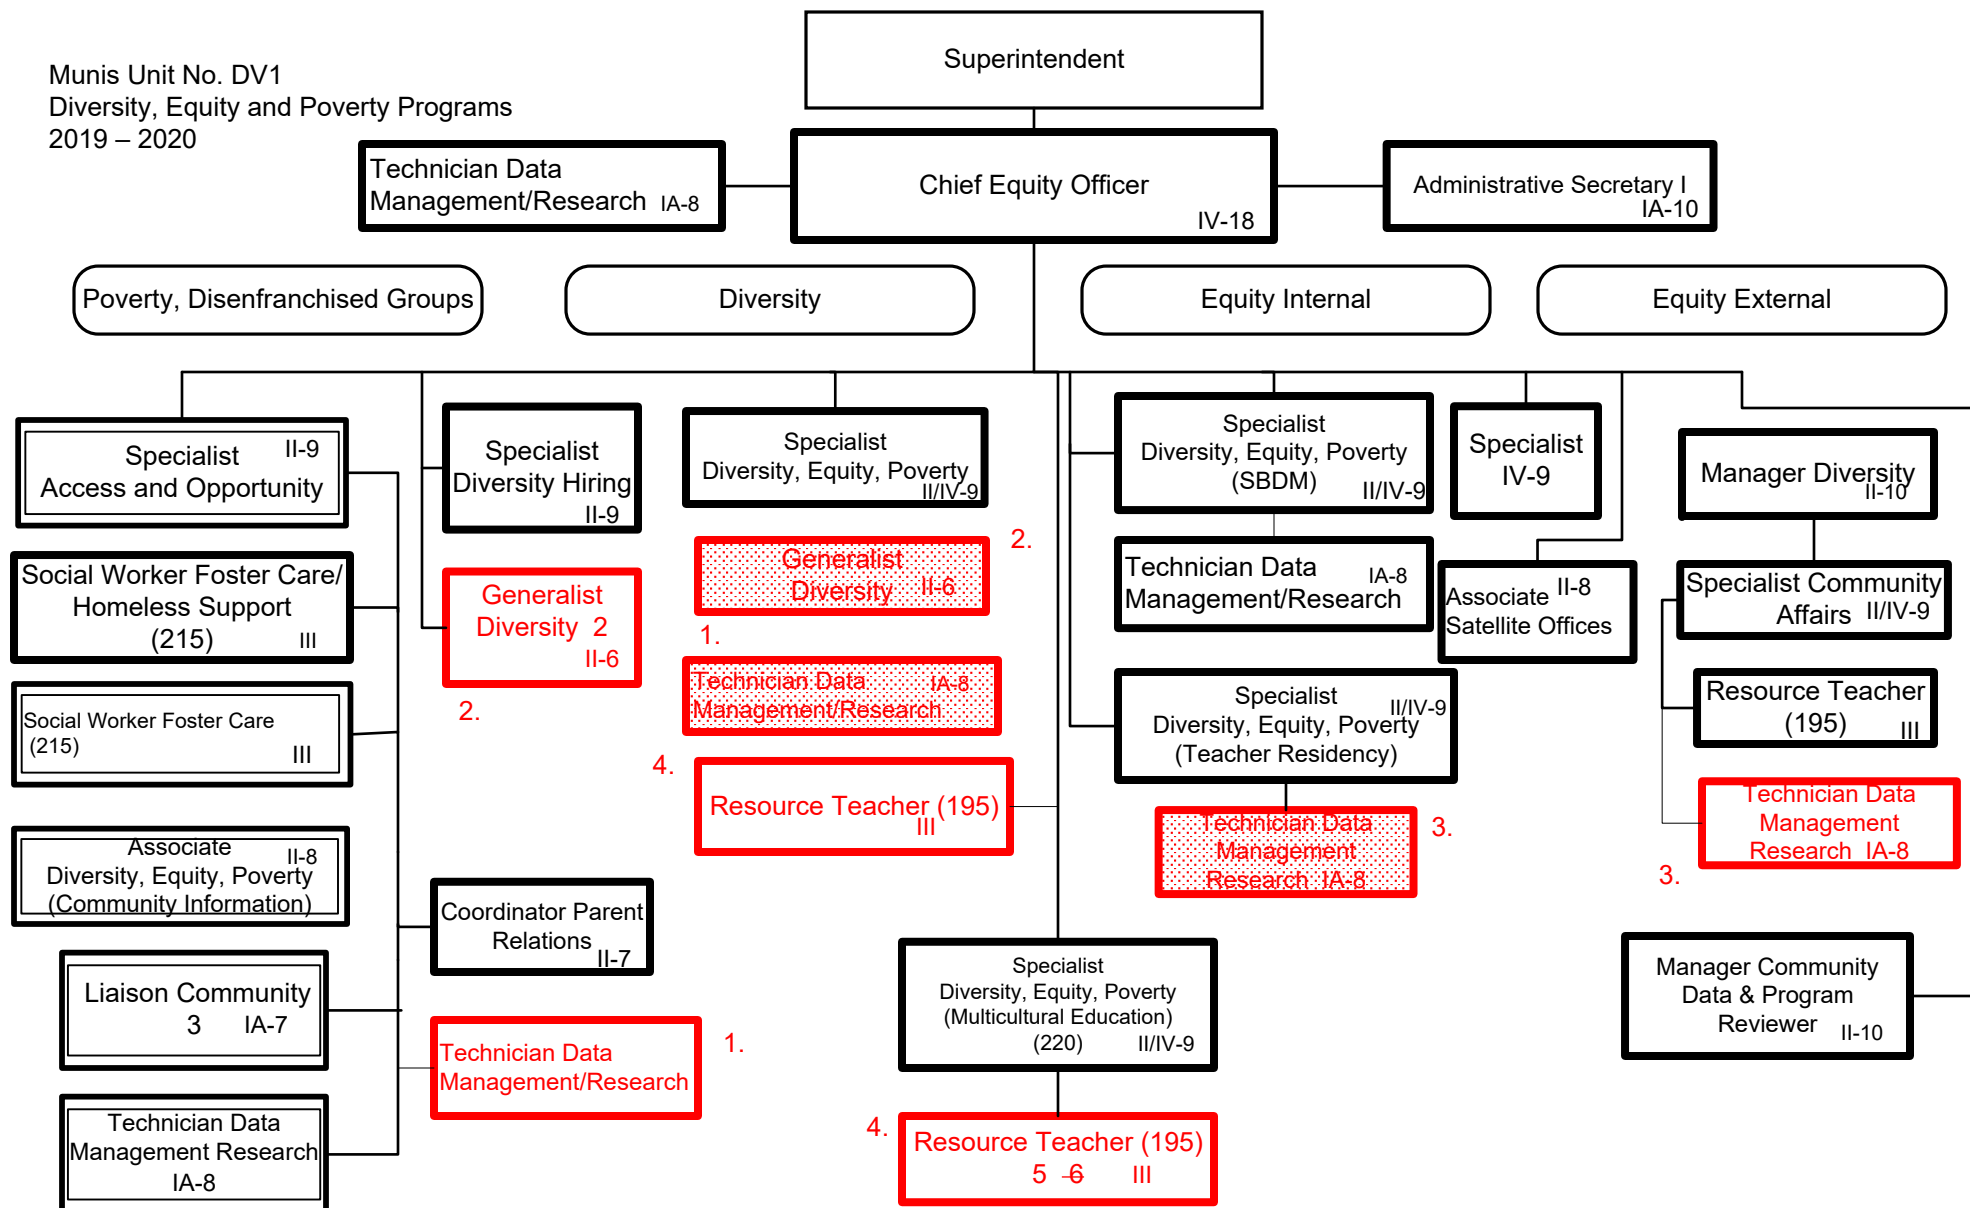 Munis Unit No. DV1
Diversity, Equity and Poverty Programs
2019 – 2020
Superintendent
Technician Data
Management/Research IA-8
Chief Equity Officer
IV-18
Administrative Secretary I
IA-10
Poverty, Disenfranchised Groups
Diversity
Equity Internal
Equity External
Specialist II-9
Access and Opportunity
Social Worker Foster Care/
Homeless Support
(215) III
Social Worker Foster Care
(215)
III
Associate II-8
Diversity, Equity, Poverty
(Community Information)
Liaison Community
3 IA-7
Technician Data
Management Research
IA-8
Specialist
Diversity Hiring
II-9
Generalist
Diversity 2
II-6
2.
Coordinator Parent
Relations
II-7
Technician Data
Management/Research
1.
Specialist
Diversity, Equity, Poverty
II/IV-9
Generalist
Diversity II-6
2.
1.
Technician Data IA-8
Management/Research
4.
Resource Teacher (195)
III
Specialist
Diversity, Equity, Poverty
(Multicultural Education)
(220) II/IV-9
4.
Resource Teacher (195)
5 6 III
Specialist
Diversity, Equity, Poverty
(SBDM) II/IV-9
Technician Data IA-8
Management/Research
Specialist II/IV-9
Diversity, Equity, Poverty
(Teacher Residency)
Technician Data
Management
Research IA-8
3.
Specialist
IV-9
Associate II-8
Satellite Offices
Manager Diversity
II-10
Specialist Community
Affairs II/IV-9
Resource Teacher
(195) III
Technician Data
Management
Research IA-8
3.
Manager Community
Data & Program
Reviewer II-10